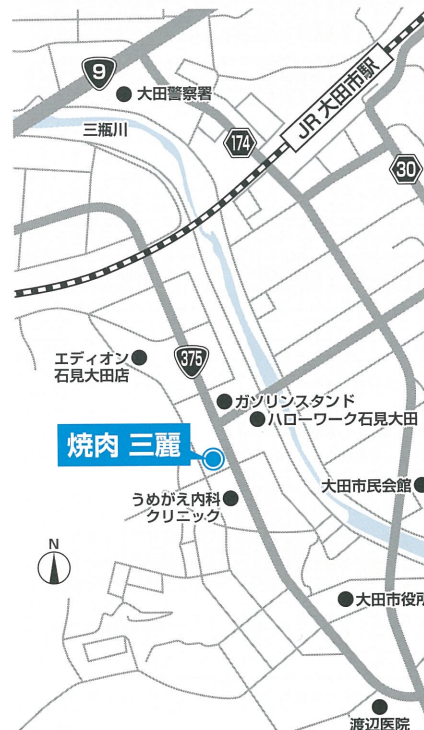 9
大田警察署
三瓶川
174
JR 大田市駅
30
エディオン
石見大田店
375
ガソリンスタンド
ハローワーク石見大田
焼肉 三麗
うめがえ内科
クリニック
大田市民会館
N
大田市役所
渡辺医院